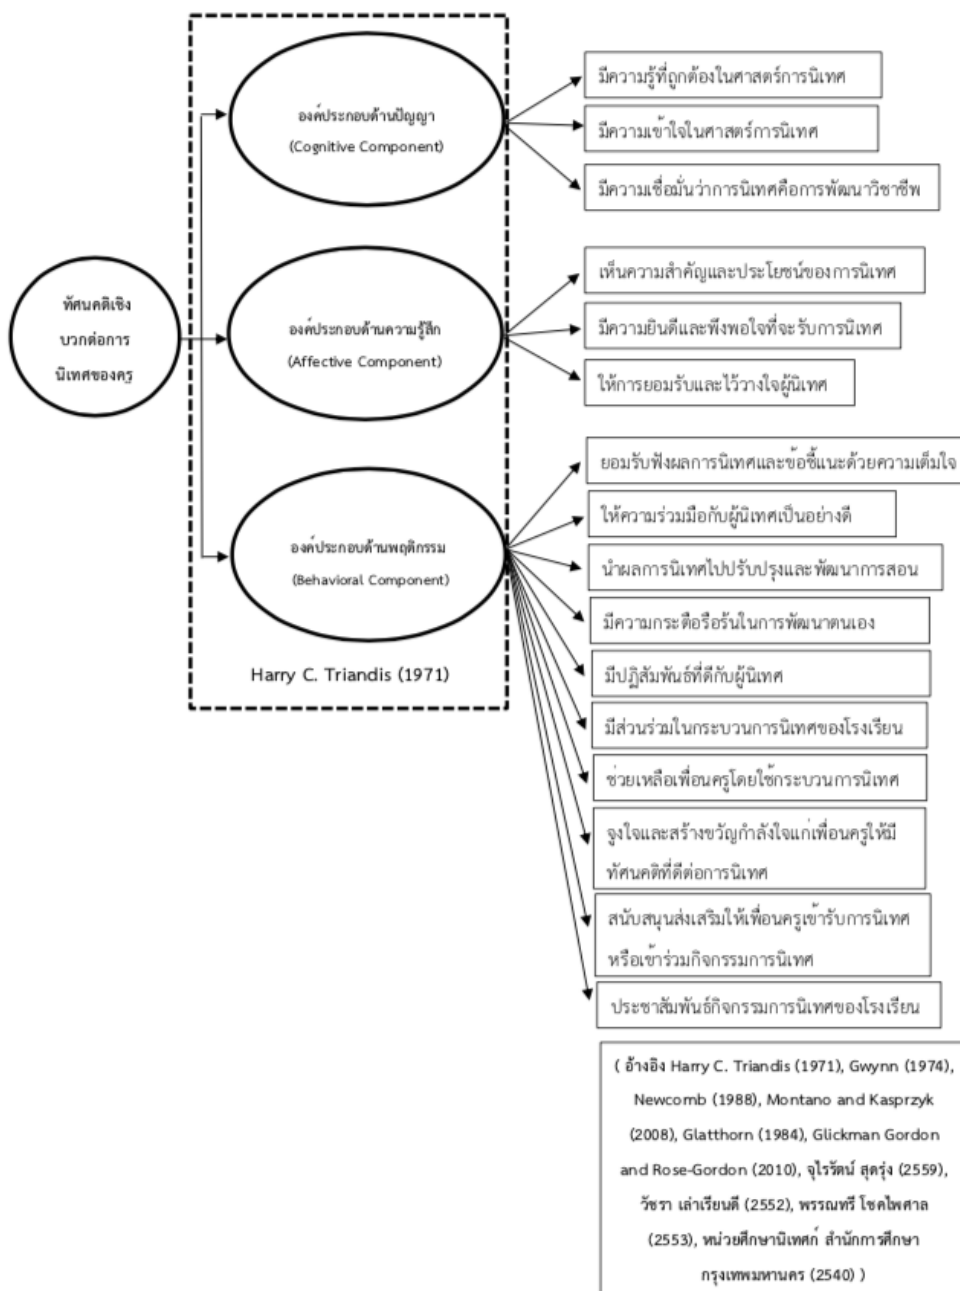 ทัศนคติเชิง
บวกต่อการ
นิเทศของครู
องค์ประกอบด้านปัญญา
(Cognitive Component)
มีความรู้ที่ถูกต้องในศาสตร์การนิเทศ
มีความเข้าใจในศาสตร์การนิเทศ
มีความเชื่อมั่นว่าการนิเทศคือการพัฒนาวิชาชีพ
องค์ประกอบด้านความรู้สึก
(Affective Component)
เห็นความสำคัญและประโยชน์ของการนิเทศ
มีความยินดีและพึงพอใจที่จะรับการนิเทศ
ให้การยอมรับและไว้วางใจผู้นิเทศ
องค์ประกอบด้านพฤติกรรม
(Behavioral Component)
ยอมรับฟังผลการนิเทศและข้อชี้แนะด้วยความเต็มใจ
ให้ความร่วมมือกับผู้นิเทศเป็นอย่างดี
นำผลการนิเทศไปปรับปรุงและพัฒนาการสอน
มีความกระตือรือร้นในการพัฒนาตนเอง
มีปฏิสัมพันธ์ที่ดีกับผู้นิเทศ
มีส่วนร่วมในกระบวนการนิเทศของโรงเรียน
ช่วยเหลือเพื่อนครูโดยใช้กระบวนการนิเทศ
จูงใจและสร้างขวัญกำลังใจแก่เพื่อนครูให้มี
ทัศนคติที่ดีต่อการนิเทศ
สนับสนุนส่งเสริมให้เพื่อนครูเข้ารับการนิเทศ
หรือเข้าร่วมกิจกรรมการนิเทศ
ประชาสัมพันธ์กิจกรรมการนิเทศของโรงเรียน
Harry C. Triandis (1971)
( อ้างอิง Harry C. Triandis (1971), Gwynn (1974),
Newcomb (1988), Montano and Kasprzyk
(2008), Glatthorn (1984), Glickman Gordon
and Rose-Gordon (2010), จุไรรัตน์ สุดรุ่ง (2559),
วัชรา เล่าเรียนดี (2552), พรรณทรี โชคไพศาล
(2553), หน่วยศึกษานิเทศก์ สำนักการศึกษา
กรุงเทพมหานคร (2540) )